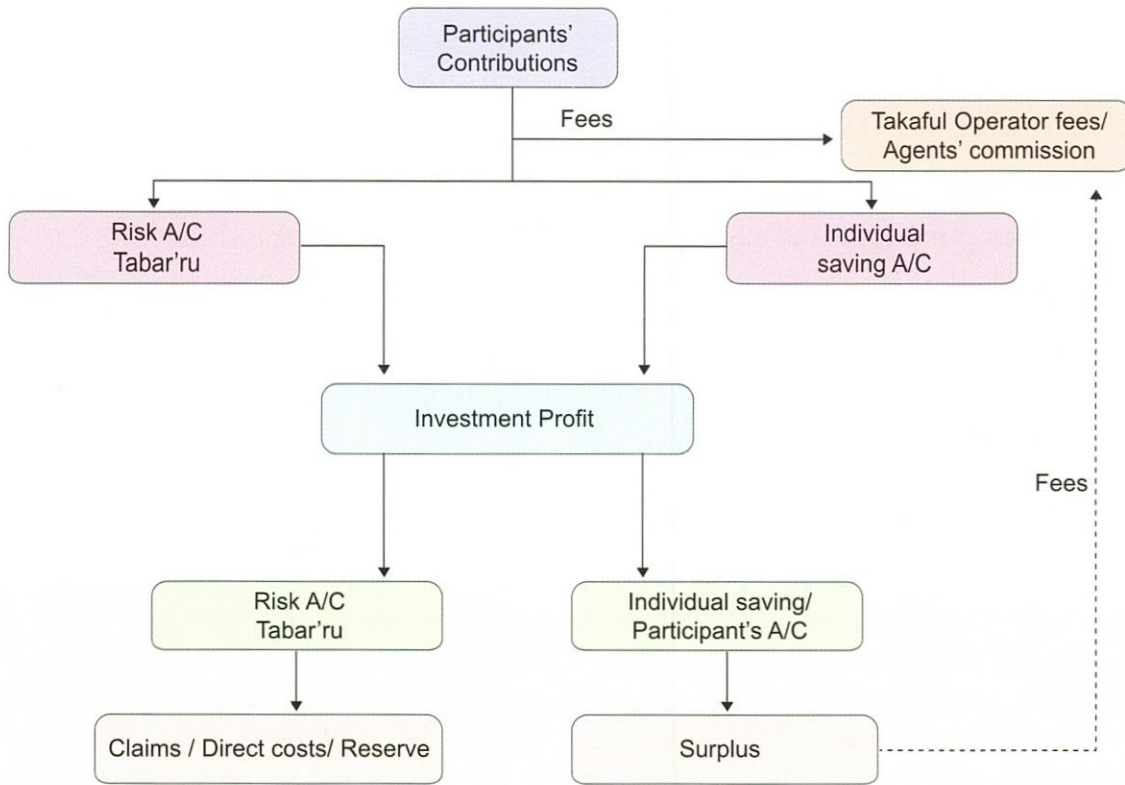 Participants'
Contributions
Fees
Takaful Operator fees/
Agents' commission
Risk A/C
Tabar'ru
Individual
saving A/C
Investment Profit
Fees
Risk A/C
Tabar'ru
Individual saving/
Participant's A/C
Claims / Direct costs/ Reserve
Surplus